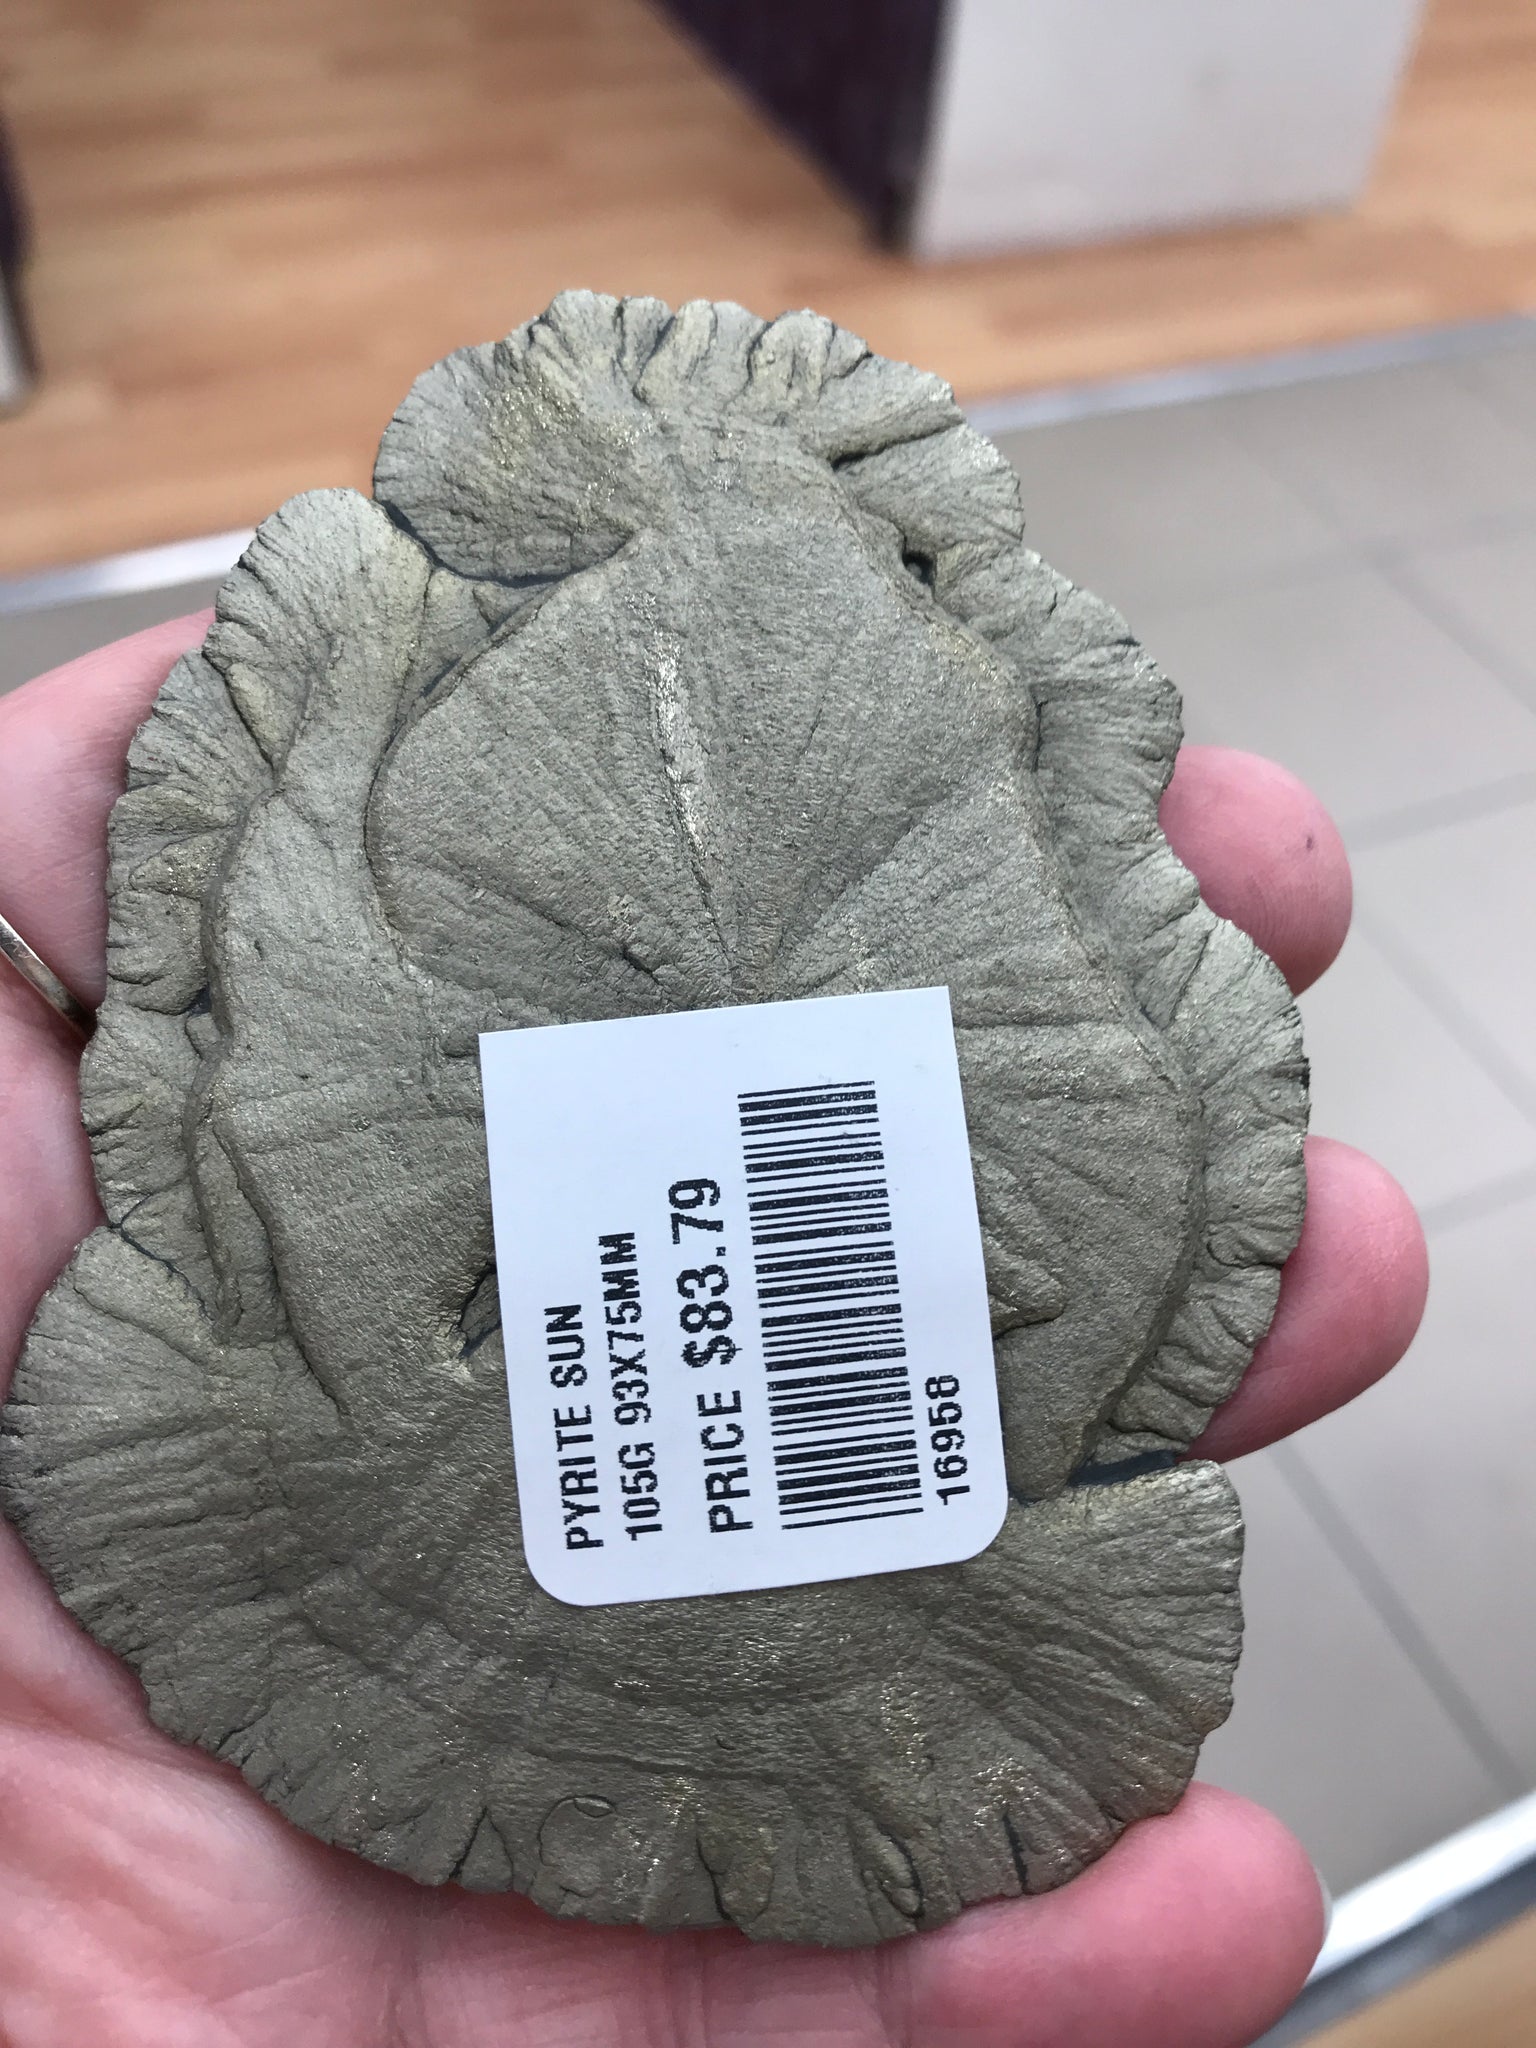 PYRITE SUN
105G 93X75MM
PRICE $83.79
16958